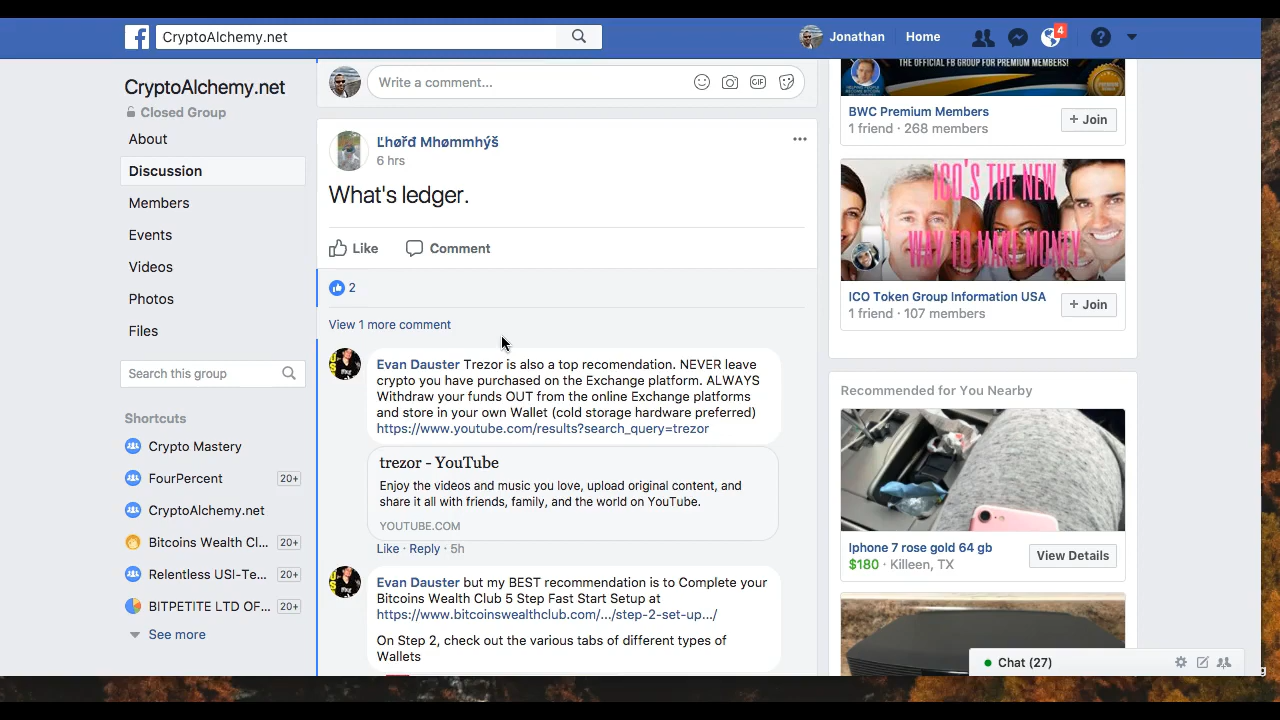 CryptoAlchemy.net
Jonathan
Home
4
CryptoAlchemy.net
Closed Group
About
Discussion
Members
Events
Videos
Photos
Files
Search this group
Shortcuts
Crypto Mastery
FourPercent 20+
CryptoAlchemy.net
Bitcoins Wealth Cl... 20+
Relentless USI-Te... 20+
BITPETITE LTD OF... 20+
See more
Write a comment...
GIF
Ľhøřđ Mhømmhýš
6 hrs
What's ledger.
Like
Comment
2
View 1 more comment
Evan Dauster Trezor is also a top recomendation. NEVER leave
crypto you have purchased on the Exchange platform. ALWAYS
Withdraw your funds OUT from the online Exchange platforms
and store in your own Wallet (cold storage hardware preferred)
https://www.youtube.com/results?search_query=trezor
trezor - YouTube
Enjoy the videos and music you love, upload original content, and
share it all with friends, family, and the world on YouTube.
YOUTUBE.COM
Like · Reply · 5h
Evan Dauster but my BEST recommendation is to Complete your
Bitcoins Wealth Club 5 Step Fast Start Setup at
https://www.bitcoinswealthclub.com/.../step-2-set-up.../
On Step 2, check out the various tabs of different types of
Wallets
THE OFFICIAL FB GROUP FOR PREMIUM MEMBERS!
BWC Premium Members
1 friend · 268 members
+ Join
ICO'S THE NEW
WAY TO MAKE MONEY
ICO Token Group Information USA
1 friend · 107 members
+ Join
Recommended for You Nearby
Iphone 7 rose gold 64 gb
$180 · Killeen, TX
View Details
Chat (27)